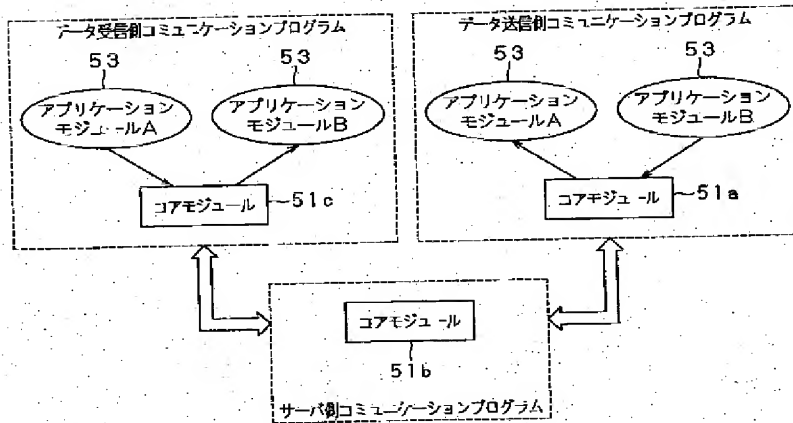 データ受信側コミュニケーションプログラム
53
53
アプリケーション
モジュールA
アプリケーション
モジュールB
コアモジュール
51c
データ送信側コミュニケーションプログラム
53
53
アプリケーション
モジュールA
アプリケーション
モジュールB
コアモジュール
51a
コアモジュール
51b
サーバ側コミュニケーションプログラム